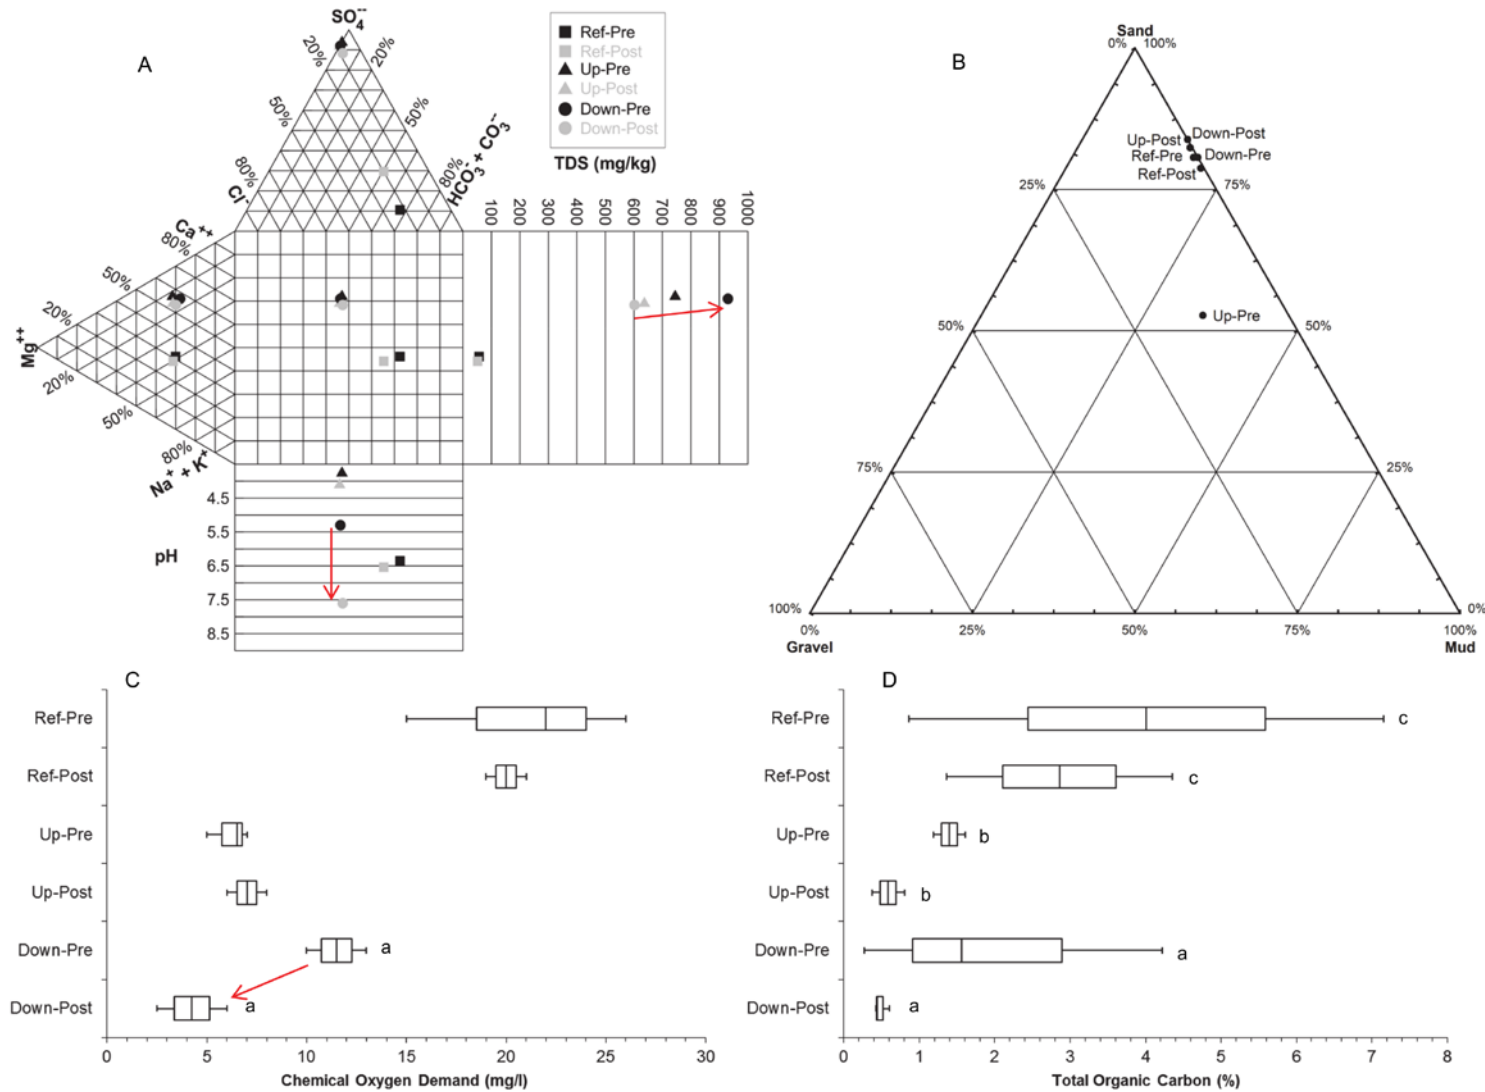 A
SO₄⁻⁻
20%
20%
50%
50%
80%
80%
Cl⁻
HCO₃⁻ + CO₃⁻⁻
Ref-Pre
Ref-Post
Up-Pre
Up-Post
Down-Pre
Down-Post
TDS (mg/kg)
100
200
300
400
500
600
700
800
900
1000
Ca⁺⁺
80%
50%
20%
Mg⁺⁺
20%
50%
80%
Na⁺ + K⁺
pH
4.5
5.5
6.5
7.5
8.5
B
Sand
0% 100%
Up-Post
Down-Post
Ref-Pre
Down-Pre
Ref-Post
25%
75%
Up-Pre
50%
50%
75%
25%
100%
0%
0%
25%
50%
75%
100%
Gravel
Mud
C
Ref-Pre
Ref-Post
Up-Pre
Up-Post
Down-Pre
a
Down-Post
a
0
5
10
15
20
25
30
Chemical Oxygen Demand (mg/l)
D
Ref-Pre
c
Ref-Post
c
Up-Pre
b
Up-Post
b
Down-Pre
a
Down-Post
a
0
1
2
3
4
5
6
7
8
Total Organic Carbon (%)